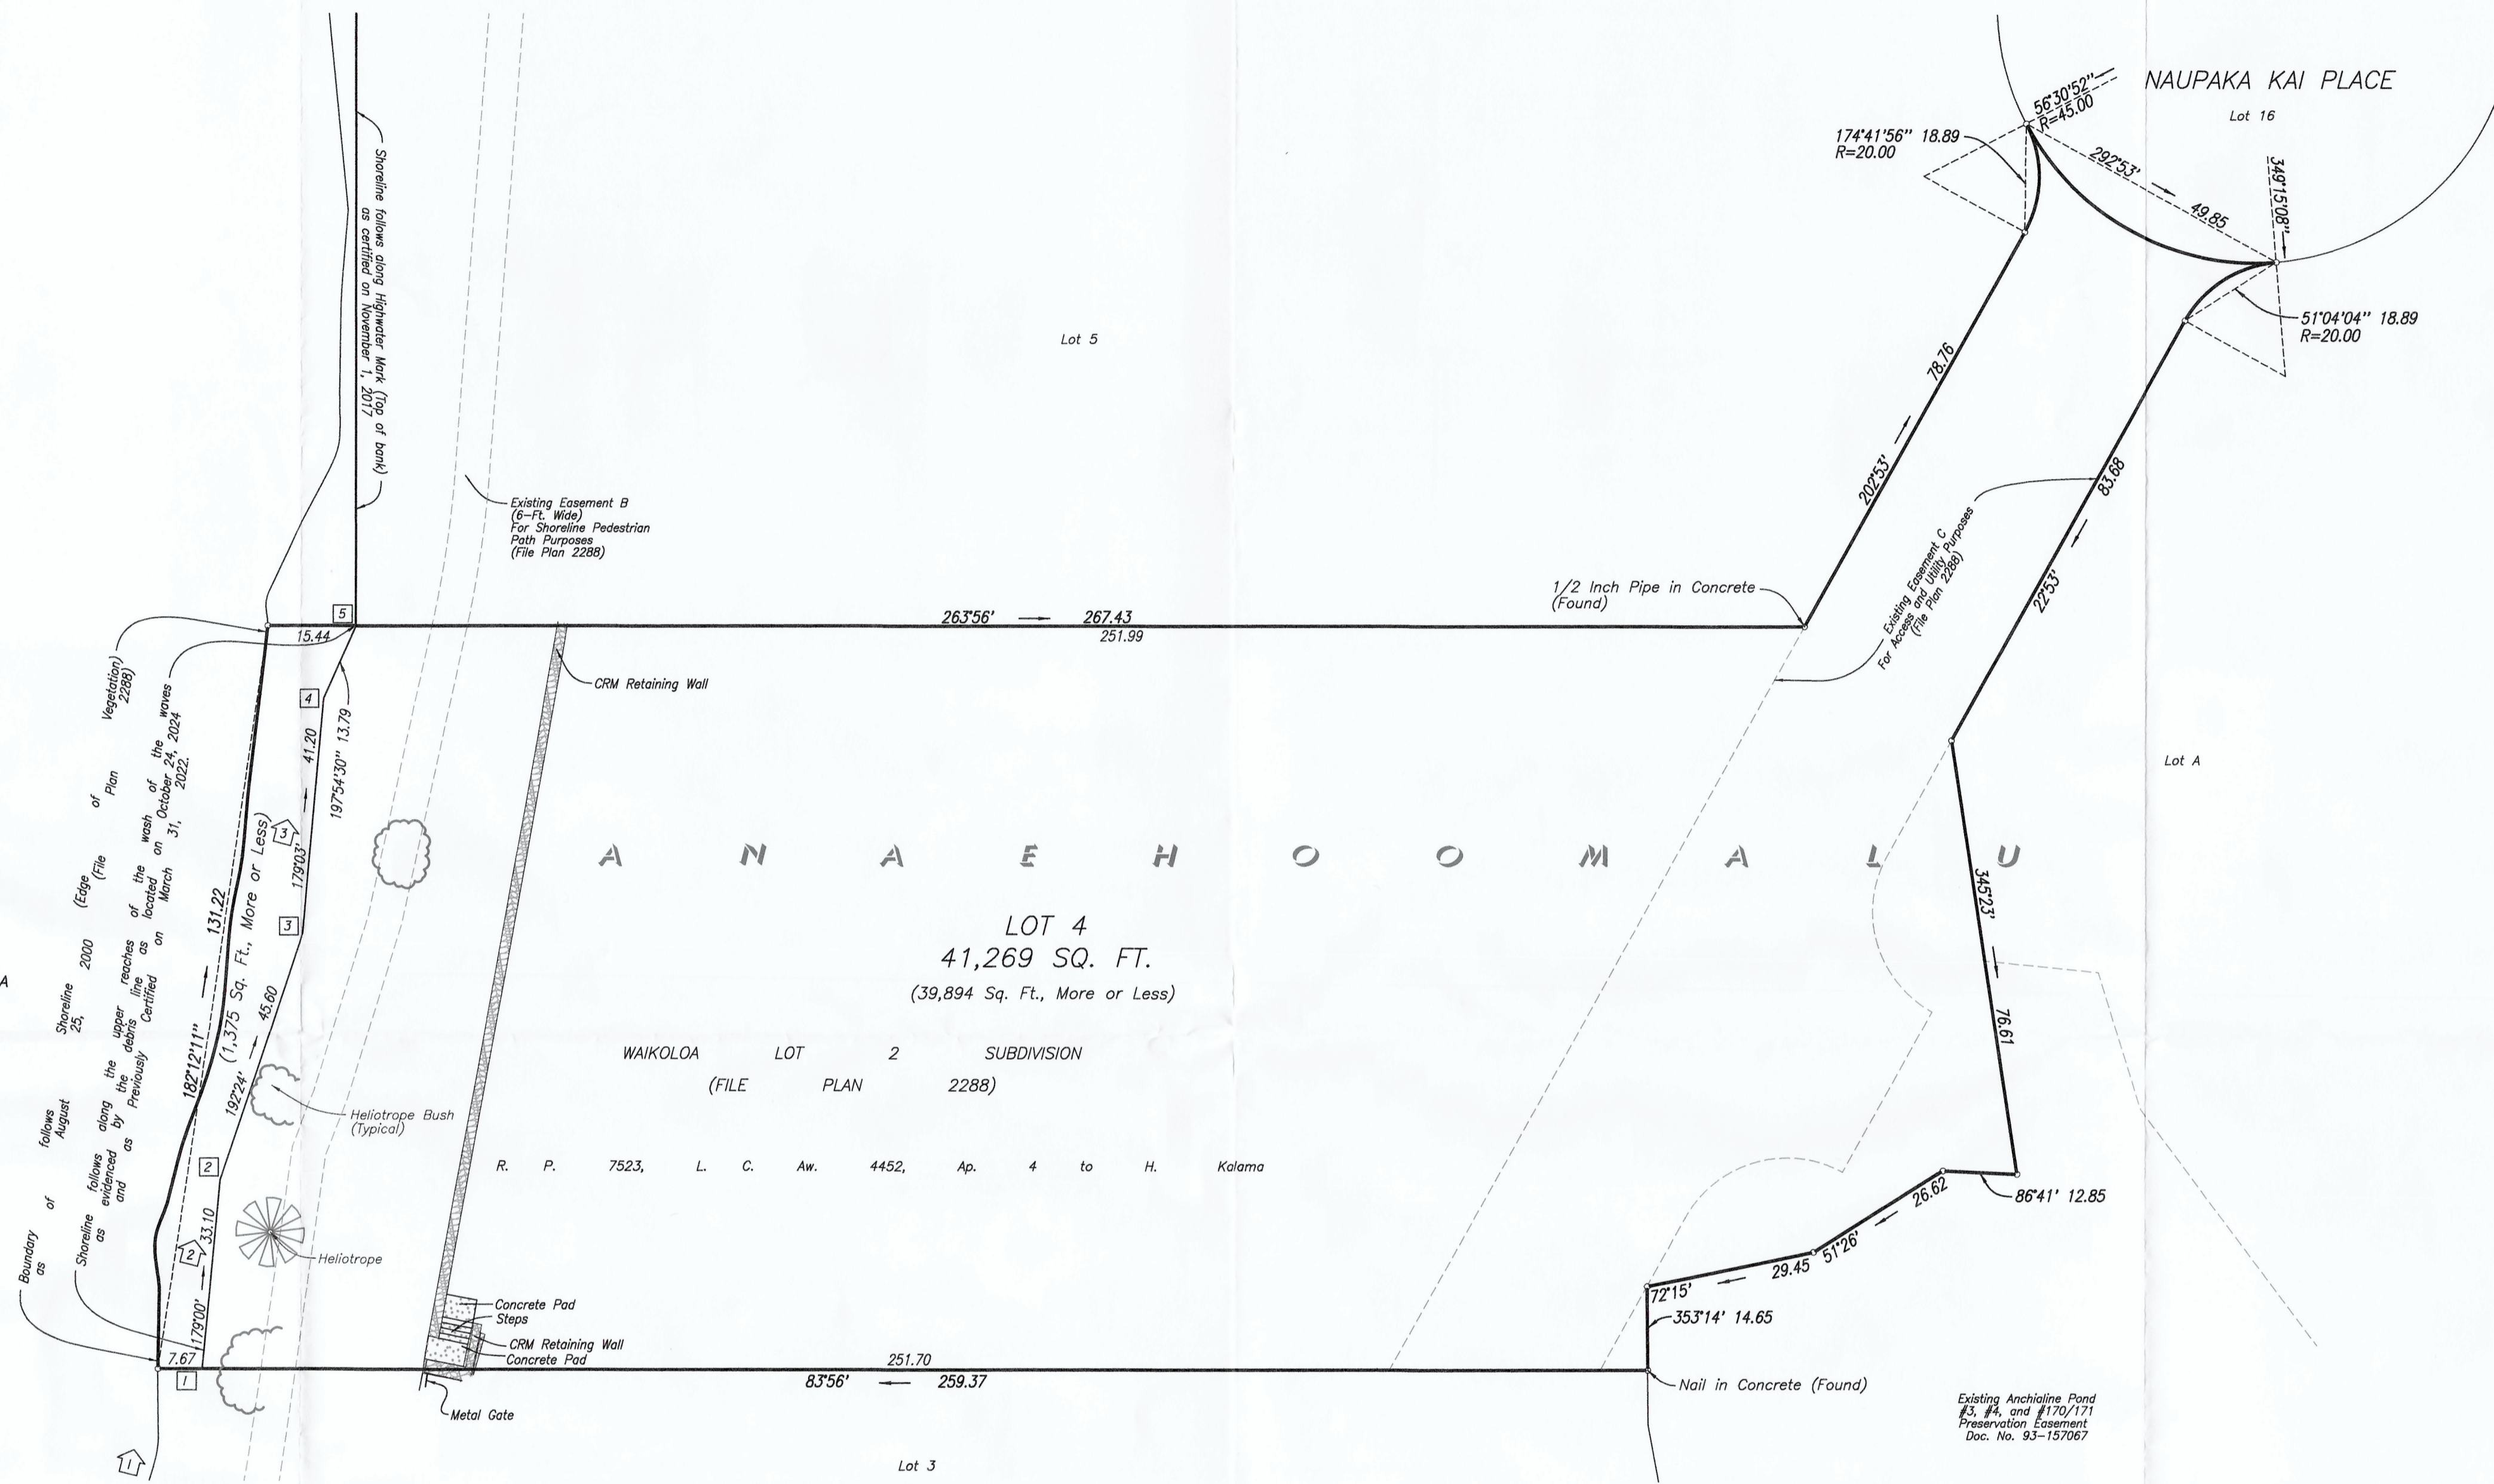 NAUPAKA KAI PLACE
Lot 16
56°30'52"
R=45.00
174°41'56" 18.89
R=20.00
292°53'
49.85
349°15'08"
51°04'04" 18.89
R=20.00
Shoreline follows along Highwater Mark (Top of bank)
as certified on November 1, 2017
Lot 5
78.76
202°53'
83.68
22°53'
Existing Easement B
(6-Ft. Wide)
For Shoreline Pedestrian
Path Purposes
(File Plan 2288)
Existing Easement C
For Access and Utility Purposes
(File Plan 2288)
1/2 Inch Pipe in Concrete
(Found)
5
15.44
263°56' 267.43
251.99
CRM Retaining Wall
4
41.20
197°54'30" 13.79
Lot A
3
179°03'
131.22
A N A E H O O M A L U
345°23'
76.61
LOT 4
41,269 SQ. FT.
(39,894 Sq. Ft., More or Less)
3
(1,375 Sq. Ft., More or Less)
45.60
192°24'
182°12'11"
A
Boundary of follows Shoreline (Edge of Vegetation)
as August 25, 2000 (File Plan 2288)
Shoreline follows along the upper reaches of the wash of the waves
as evidenced by the debris line as located on October 24, 2024
and as Previously Certified on March 31, 2022.
WAIKOLOA LOT 2 SUBDIVISION
(FILE PLAN 2288)
Heliotrope Bush
(Typical)
R. P. 7523, L. C. Aw. 4452, Ap. 4 to H. Kalama
2
33.10
2
179°00'
Heliotrope
86°41' 12.85
26.62
51°26'
29.45
72°15'
353°14' 14.65
Concrete Pad
Steps
CRM Retaining Wall
Concrete Pad
7.67
1
251.70
83°56' 259.37
Metal Gate
Nail in Concrete (Found)
Existing Anchialine Pond
#3, #4, and #170/171
Preservation Easement
Doc. No. 93-157067
1
Lot 3